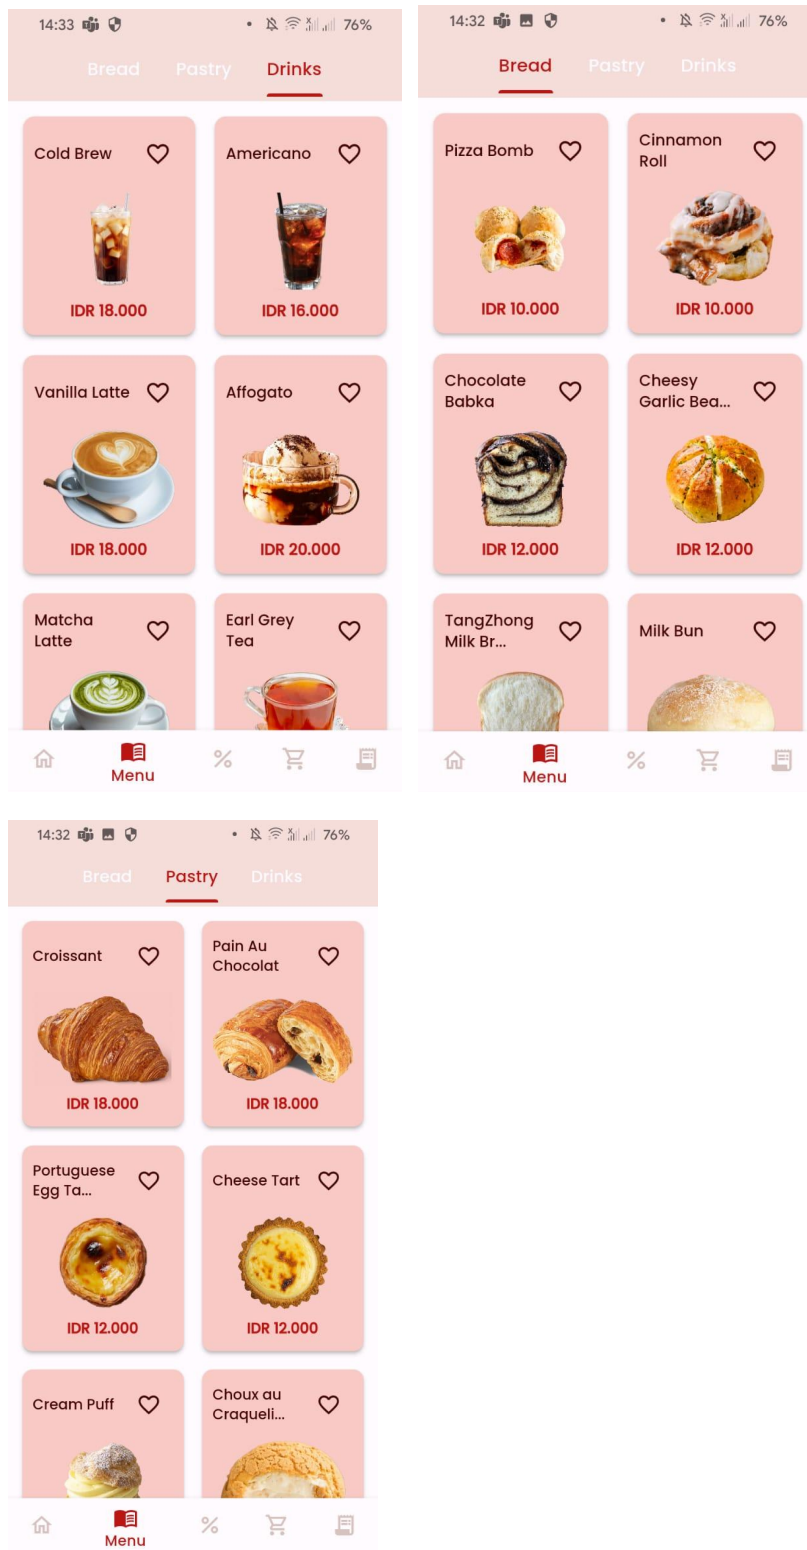 14:33
76%
Bread Pastry Drinks
Cold Brew
Americano
IDR 18.000
IDR 16.000
Vanilla Latte
Affogato
IDR 18.000
IDR 20.000
Matcha
Latte
Earl Grey
Tea
Menu
14:32
76%
Bread Pastry Drinks
Pizza Bomb
Cinnamon
Roll
IDR 10.000
IDR 10.000
Chocolate
Babka
Cheesy
Garlic Bea...
IDR 12.000
IDR 12.000
TangZhong
Milk Br...
Milk Bun
Menu
14:32
76%
Bread Pastry Drinks
Croissant
Pain Au
Chocolat
IDR 18.000
IDR 18.000
Portuguese
Egg Ta...
Cheese Tart
IDR 12.000
IDR 12.000
Cream Puff
Choux au
Craqueli...
Menu